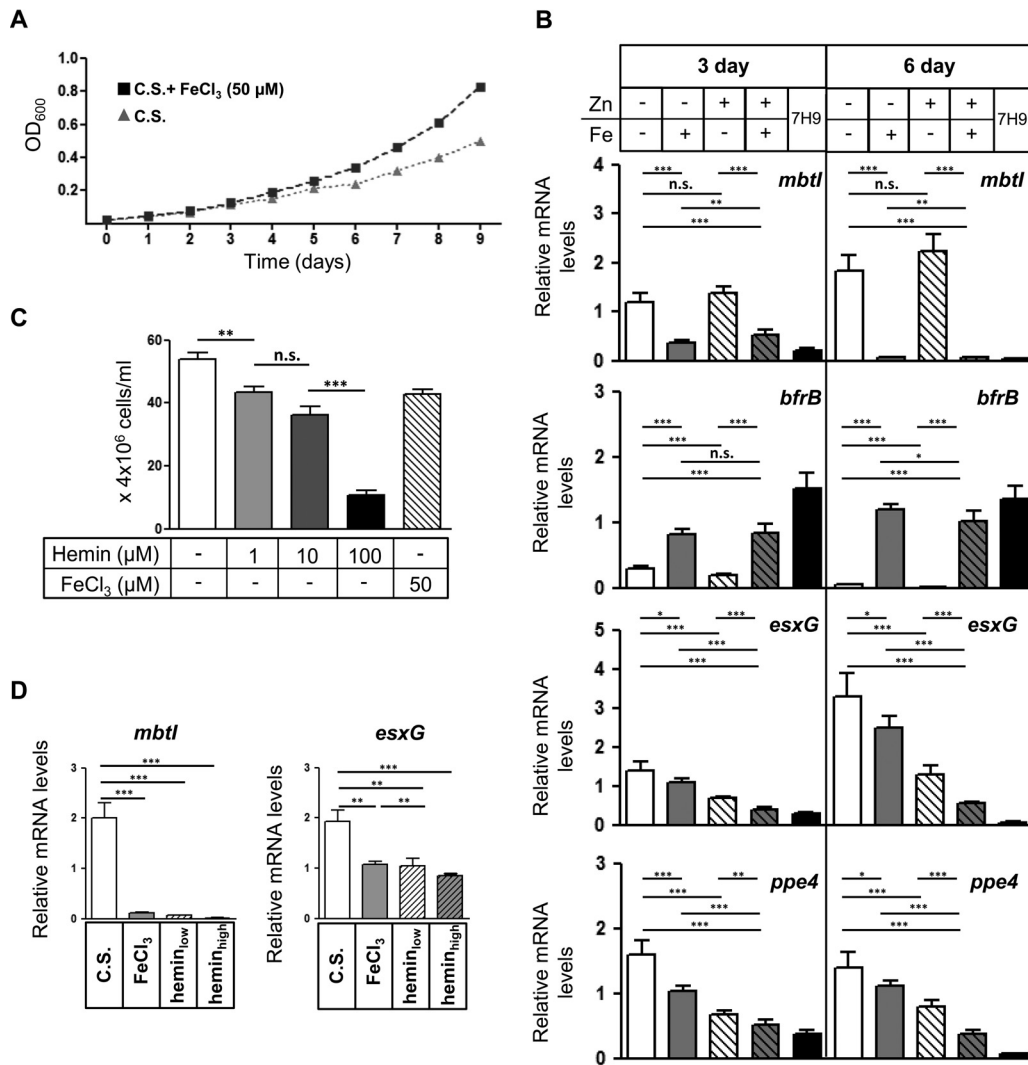 A
C.S.+ FeCl3 (50 µM)
C.S.
OD600
1.0
0.8
0.6
0.4
0.2
0 1 2 3 4 5 6 7 8 9
Time (days)
B
3 day 6 day
Zn - - + + 7H9 - - + + 7H9
Fe - + - + - + - +
mbtI
Relative mRNA levels
4
3
2
1
0
*** ***
n.s.
**
***
mbtI
*** ***
n.s.
**
***
bfrB
Relative mRNA levels
3
2
1
0
*** ***
***
n.s.
***
bfrB
*** ***
***
*
***
esxG
Relative mRNA levels
5
4
3
2
1
0
* ***
***
***
***
esxG
* ***
***
***
***
ppe4
Relative mRNA levels
3
2
1
0
*** **
***
***
***
ppe4
* ***
***
***
***
C
x 4x10⁶ cells/ml
60
40
20
0
**
n.s.
***
Hemin (µM) - 1 10 100 -
FeCl3 (µM) - - - - 50
D
mbtI
Relative mRNA levels
3
2
1
0
***
***
***
C.S. FeCl3 heminlow heminhigh
esxG
Relative mRNA levels
3
2
1
0
***
**
** **
C.S. FeCl3 heminlow heminhigh